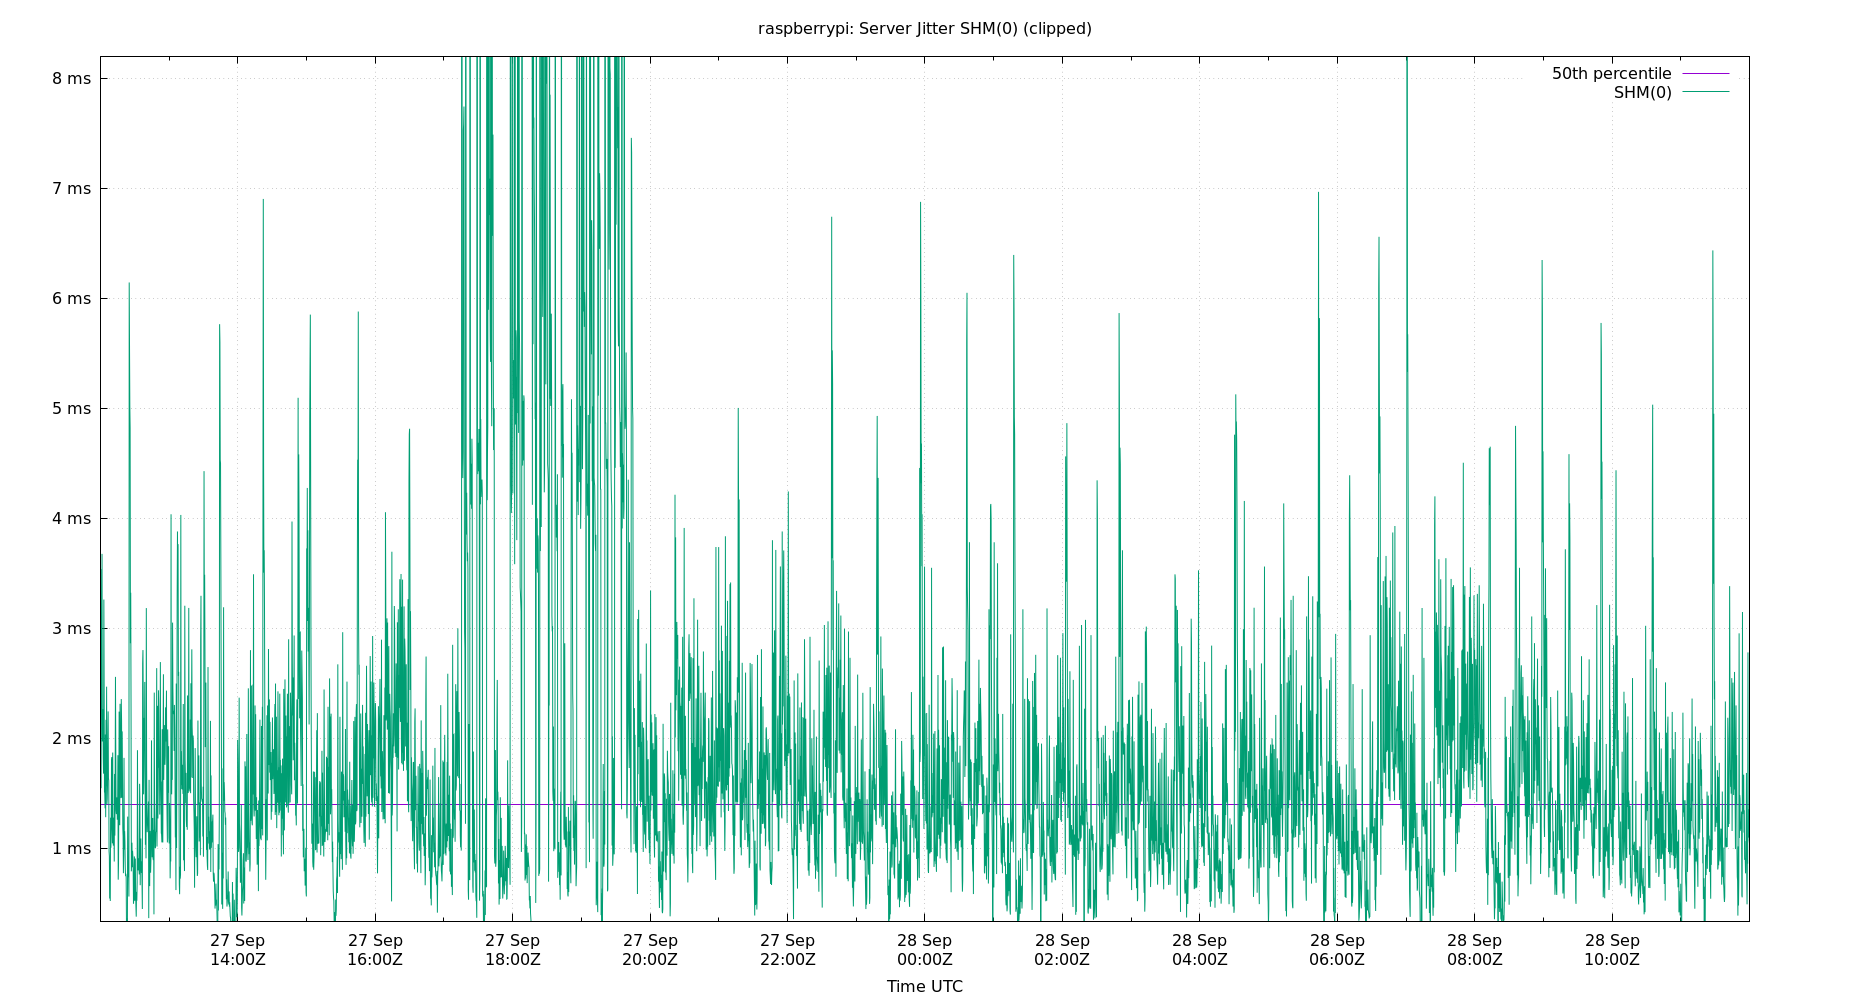 raspberrypi: Server Jitter SHM(0) (clipped)
50th percentile
SHM(0)
8 ms
7 ms
6 ms
5 ms
4 ms
3 ms
2 ms
1 ms
27 Sep 27 Sep 27 Sep 27 Sep 27 Sep 28 Sep 28 Sep 28 Sep 28 Sep 28 Sep 28 Sep
14:00Z 16:00Z 18:00Z 20:00Z 22:00Z 00:00Z 02:00Z 04:00Z 06:00Z 08:00Z 10:00Z
Time UTC